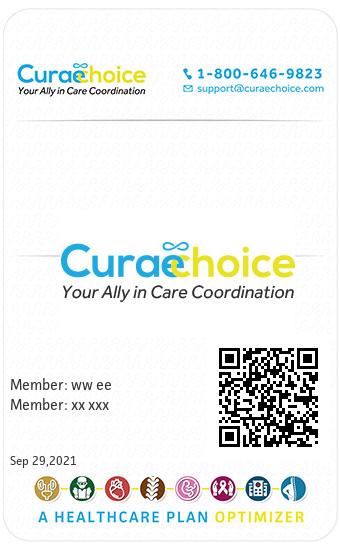 Curaechoice
Your Ally in Care Coordination
1-800-646-9823
support@curaechoice.com
Curaechoice
Your Ally in Care Coordination
Member: ww ee
Member: xx xxx
Sep 29,2021
A HEALTHCARE PLAN OPTIMIZER